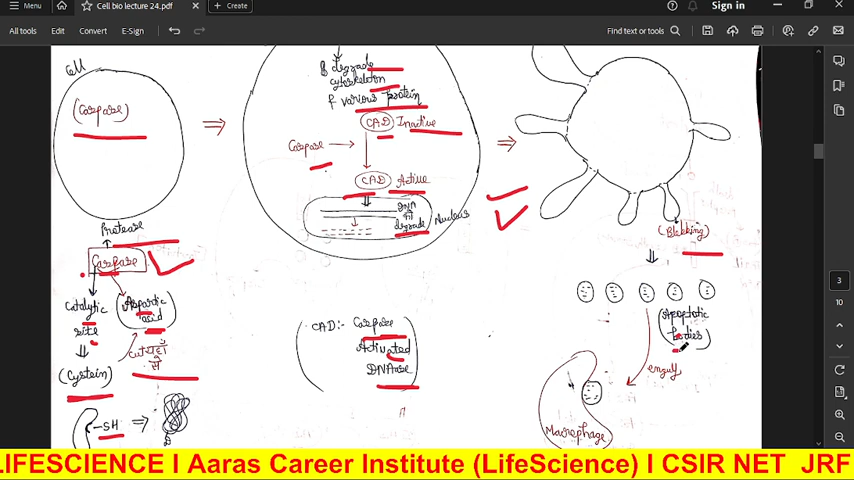 Menu
Cell bio lecture 24.pdf
Create
Sign in
All tools
Edit
Convert
E-Sign
Find text or tools
Cell
(Caspase)
& degrade
cytoskeleton
& various protein
CAD Inactive
Caspase
CAD Active
DNA
को
degrade
Nucleus
Protease
Caspase
Catalytic
site
(Cystein)
(Aspartic
acid)
-SH
CAD:- Caspase
Activated
DNAase
(Blebbing)
(Apoptotic
bodies)
engulf
Macrophage
3
10
LIFESCIENCE I Aaras Career Institute (LifeScience) I CSIR NET JRF